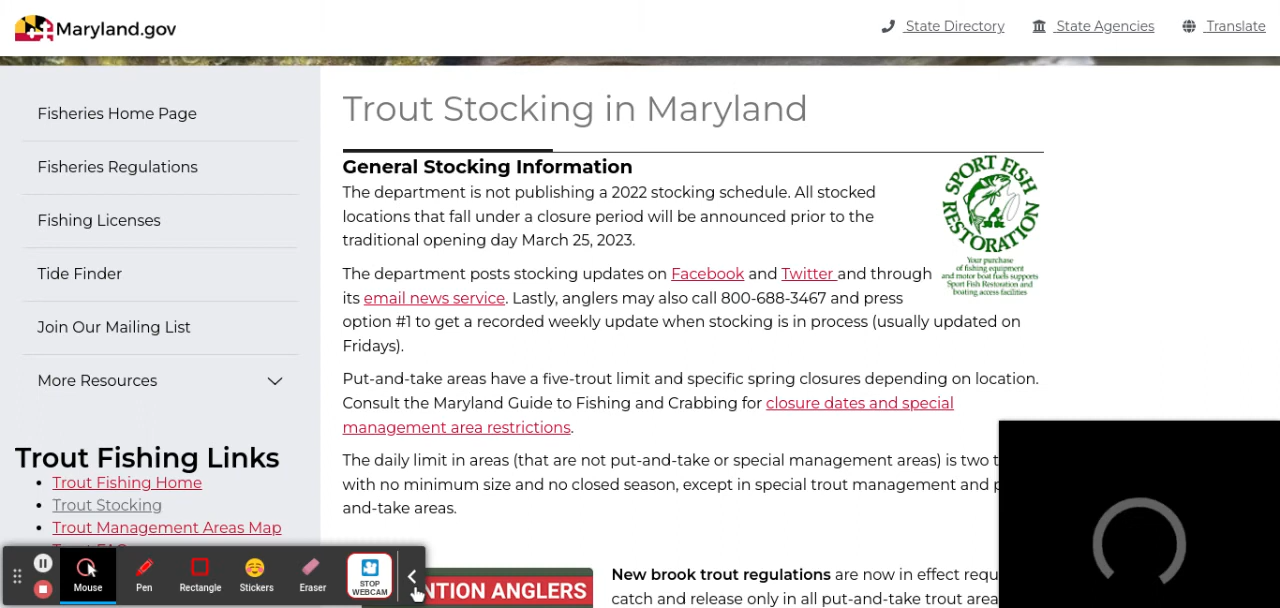 Maryland.gov
State Directory
State Agencies
Translate
Fisheries Home Page
Fisheries Regulations
Fishing Licenses
Tide Finder
Join Our Mailing List
More Resources
Trout Fishing Links
Trout Fishing Home
Trout Stocking
Trout Management Areas Map
Trout Stocking in Maryland
General Stocking Information
The department is not publishing a 2022 stocking schedule. All stocked
locations that fall under a closure period will be announced prior to the
traditional opening day March 25, 2023.
SPORT FISH
RESTORATION
Your purchase
of fishing equipment
and motor boat fuels supports
Sport Fish Restoration and
boating access facilities
The department posts stocking updates on Facebook and Twitter and through
its email news service. Lastly, anglers may also call 800-688-3467 and press
option #1 to get a recorded weekly update when stocking is in process (usually updated on
Fridays).
Put-and-take areas have a five-trout limit and specific spring closures depending on location.
Consult the Maryland Guide to Fishing and Crabbing for closure dates and special
management area restrictions.
The daily limit in areas (that are not put-and-take or special management areas) is two
with no minimum size and no closed season, except in special trout management and
and-take areas.
NTION ANGLERS
New brook trout regulations are now in effect requ
catch and release only in all put-and-take trout area
Mouse
Pen
Rectangle
Stickers
Eraser
STOP
WEBCAM